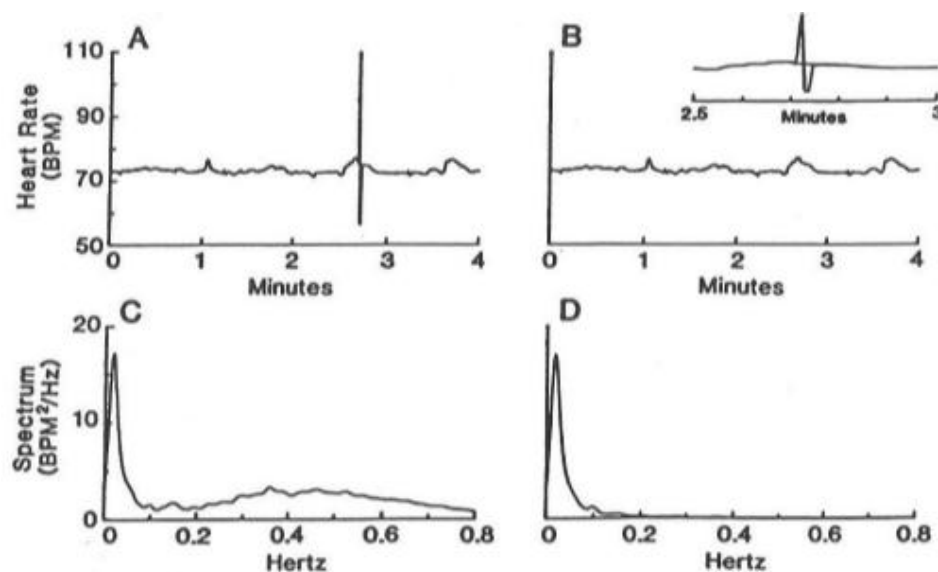 A
110
90
70
50
Heart Rate
(BPM)
0 1 2 3 4
Minutes
B
2.5 3
Minutes
0 1 2 3 4
Minutes
C
20
10
0
Spectrum
(BPM²/Hz)
0 0.2 0.4 0.6 0.8
Hertz
D
0 0.2 0.4 0.6 0.8
Hertz